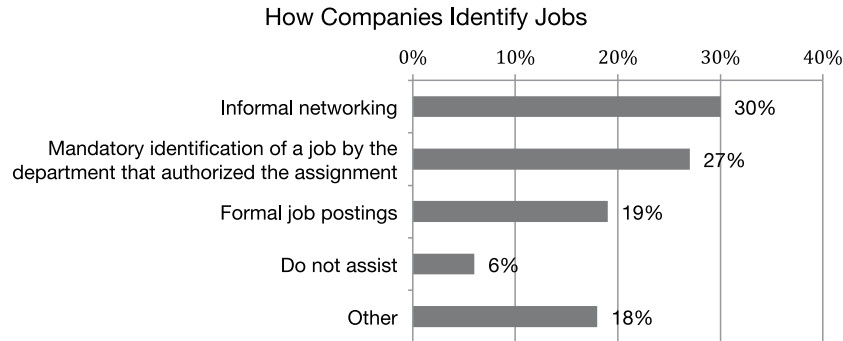 How Companies Identify Jobs
0% 10% 20% 30% 40%
Informal networking 30%
Mandatory identification of a job by the
department that authorized the assignment 27%
Formal job postings 19%
Do not assist 6%
Other 18%